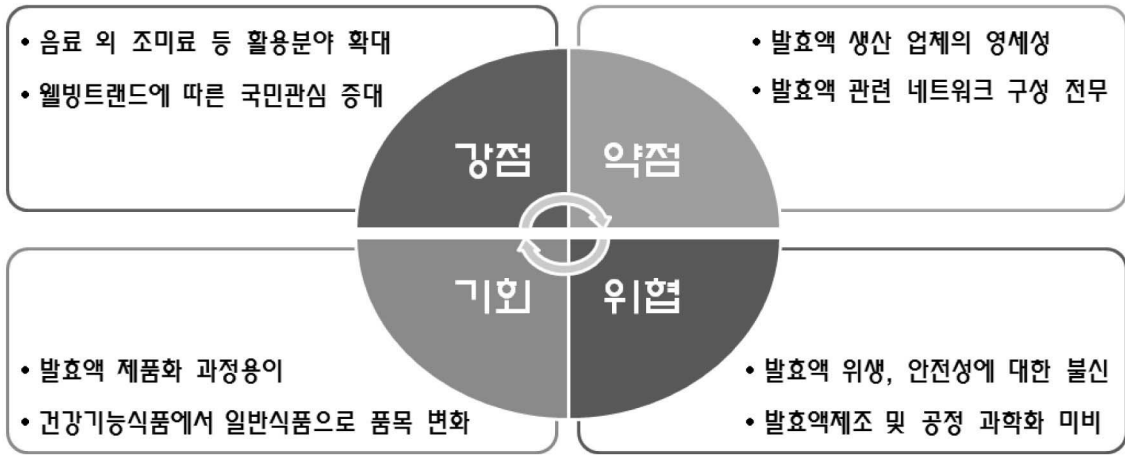 • 음료 외 조미료 등 활용분야 확대
• 웰빙트랜드에 따른 국민관심 증대
강점
• 발효액 생산 업체의 영세성
• 발효액 관련 네트워크 구성 전무
약점
기회
• 발효액 제품화 과정용이
• 건강기능식품에서 일반식품으로 품목 변화
위협
• 발효액 위생, 안전성에 대한 불신
• 발효액제조 및 공정 과학화 미비